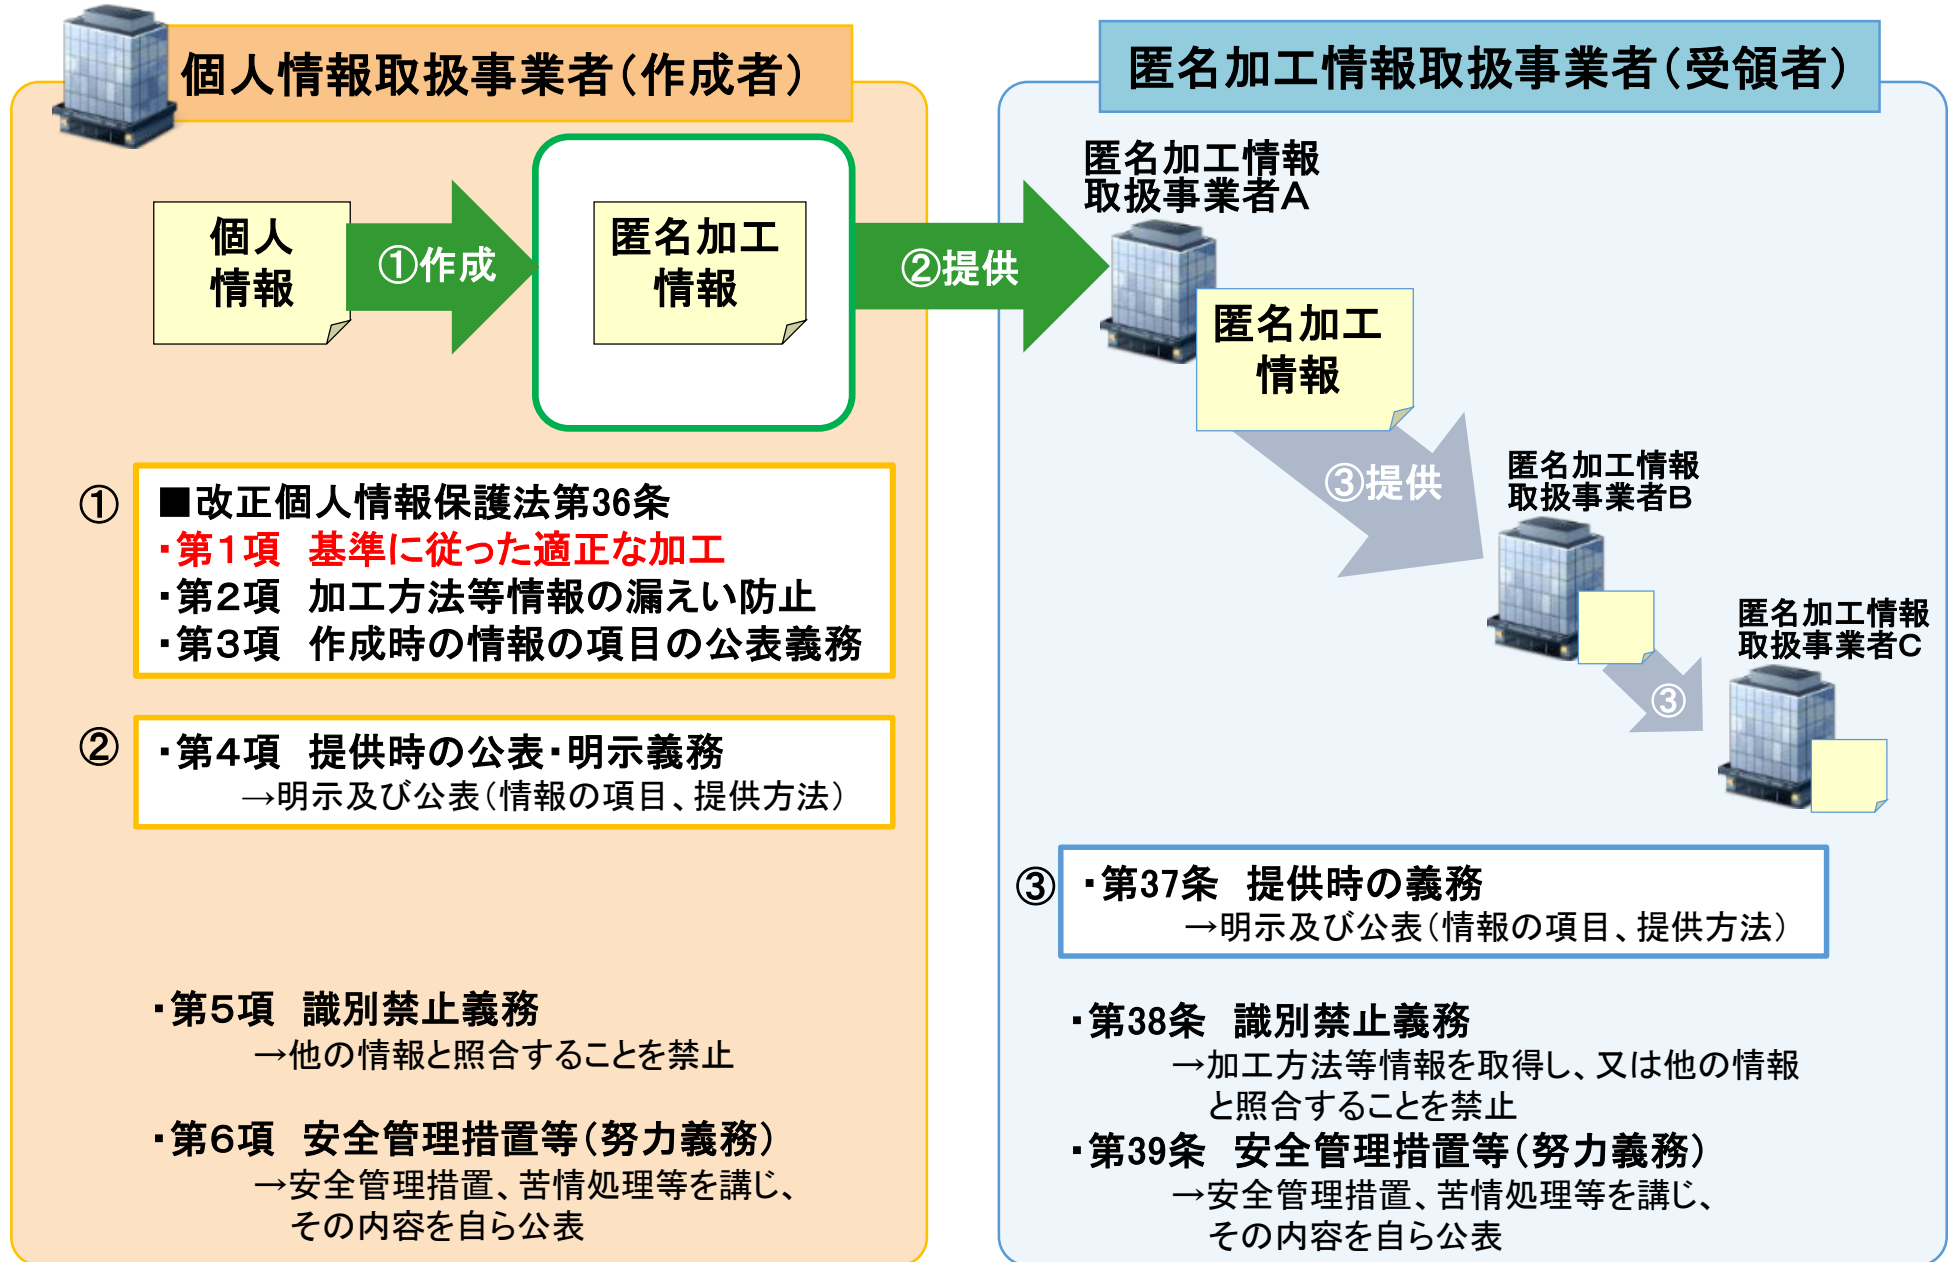 個人情報取扱事業者（作成者）
個人
情報
①作成
匿名加工
情報
②提供
①
■改正個人情報保護法第36条
・第１項　基準に従った適正な加工
・第２項　加工方法等情報の漏えい防止
・第３項　作成時の情報の項目の公表義務
②
・第４項　提供時の公表・明示義務
→明示及び公表（情報の項目、提供方法）
・第５項　識別禁止義務
→他の情報と照合することを禁止
・第６項　安全管理措置等（努力義務）
→安全管理措置、苦情処理等を講じ、
その内容を自ら公表
匿名加工情報取扱事業者（受領者）
匿名加工情報
取扱事業者Ａ
匿名加工
情報
③提供
匿名加工情報
取扱事業者Ｂ
③
匿名加工情報
取扱事業者Ｃ
③
・第37条　提供時の義務
→明示及び公表（情報の項目、提供方法）
・第38条　識別禁止義務
→加工方法等情報を取得し、又は他の情報
と照合することを禁止
・第39条　安全管理措置等（努力義務）
→安全管理措置、苦情処理等を講じ、
その内容を自ら公表